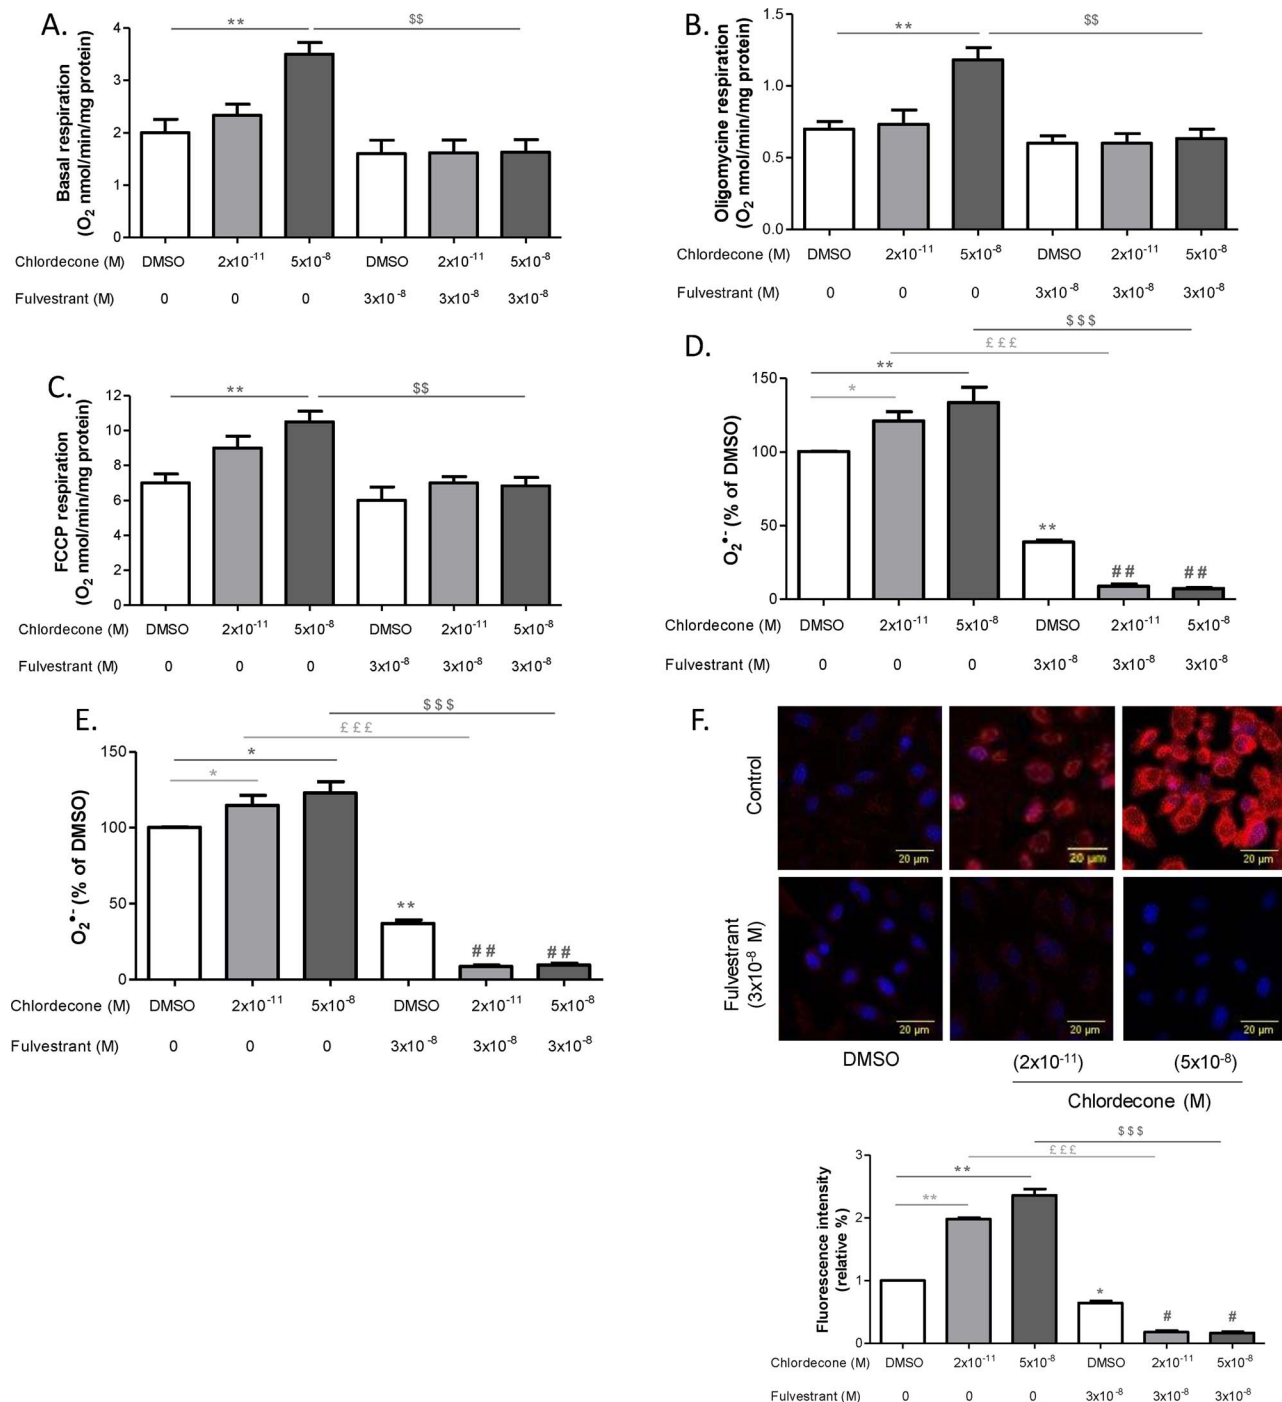 A.
**
$$
4
3
2
1
0
Basal respiration
(O₂ nmol/min/mg protein)
Chlordecone (M) DMSO 2x10⁻¹¹ 5x10⁻⁸ DMSO 2x10⁻¹¹ 5x10⁻⁸
Fulvestrant (M) 0 0 0 3x10⁻⁸ 3x10⁻⁸ 3x10⁻⁸
B.
**
$$
1.5
1.0
0.5
0.0
Oligomycine respiration
(O₂ nmol/min/mg protein)
Chlordecone (M) DMSO 2x10⁻¹¹ 5x10⁻⁸ DMSO 2x10⁻¹¹ 5x10⁻⁸
Fulvestrant (M) 0 0 0 3x10⁻⁸ 3x10⁻⁸ 3x10⁻⁸
C.
**
$$
12
10
8
6
4
2
0
FCCP respiration
(O₂ nmol/min/mg protein)
Chlordecone (M) DMSO 2x10⁻¹¹ 5x10⁻⁸ DMSO 2x10⁻¹¹ 5x10⁻⁸
Fulvestrant (M) 0 0 0 3x10⁻⁸ 3x10⁻⁸ 3x10⁻⁸
D.
$$$
£££
**
*
150
100
50
0
**
##
##
O₂•- (% of DMSO)
Chlordecone (M) DMSO 2x10⁻¹¹ 5x10⁻⁸ DMSO 2x10⁻¹¹ 5x10⁻⁸
Fulvestrant (M) 0 0 0 3x10⁻⁸ 3x10⁻⁸ 3x10⁻⁸
E.
$$$
£££
*
*
150
100
50
0
**
##
##
O₂•- (% of DMSO)
Chlordecone (M) DMSO 2x10⁻¹¹ 5x10⁻⁸ DMSO 2x10⁻¹¹ 5x10⁻⁸
Fulvestrant (M) 0 0 0 3x10⁻⁸ 3x10⁻⁸ 3x10⁻⁸
F.
Control
20 µm 20 µm 20 µm
Fulvestrant
(3x10⁻⁸ M)
20 µm 20 µm 20 µm
DMSO (2x10⁻¹¹) (5x10⁻⁸)
Chlordecone (M)
$$$
£££
**
**
3
2
1
0
*
#
#
Fluorescence intensity
(relative %)
Chlordecone (M) DMSO 2x10⁻¹¹ 5x10⁻⁸ DMSO 2x10⁻¹¹ 5x10⁻⁸
Fulvestrant (M) 0 0 0 3x10⁻⁸ 3x10⁻⁸ 3x10⁻⁸